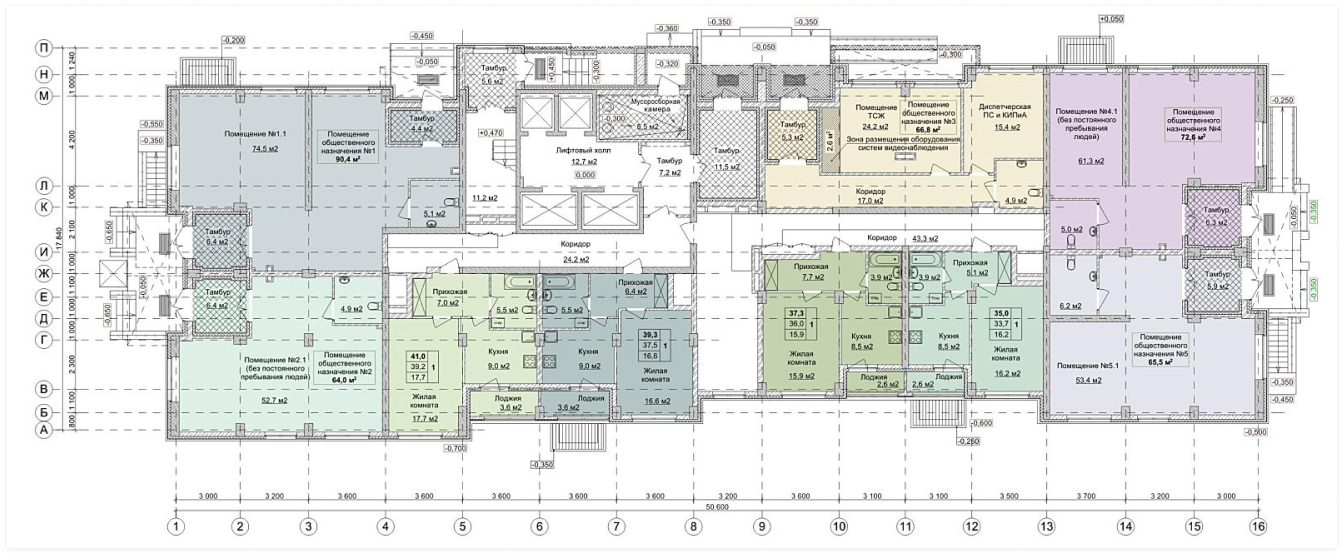 -0,450
-0,360
-0,350
-0,350
+0,050
-0,200
-0,050
+0,450
-0,300
-0,320
-0,050
-0,300
П
Н
М
Л
К
И
Ж
Е
Д
Г
В
Б
А
1 240
1 000
4 200
1 000
2 100
1 000
1 000
1 000
1 000
2 300
1 100
800
17 840
-0,550
-0,350
-0,650
-0,050
-0,650
Помещение №1.1
74,5 м2
Помещение
общественного
назначения №1
90,4 м²
Тамбур
4,4 м2
5,1 м2
Тамбур
6,4 м2
Тамбур
6,4 м2
4,9 м2
Помещение №2.1
(без постоянного
пребывания людей)
52,7 м2
Помещение
общественного
назначения №2
64,0 м²
Тамбур
5,6 м2
+0,470
11,2 м2
Мусоросборная
камера
-0,300
8,5 м2
Лифтовый холл
12,7 м2
0,000
Тамбур
7,2 м2
Тамбур
11,5 м2
Коридор
24,2 м2
Прихожая
7,0 м2
5,5 м2
41,0
39,2
17,7
1
Кухня
9,0 м2
Жилая
комната
17,7 м2
Лоджия
3,6 м2
Прихожая
6,4 м2
5,5 м2
39,3
37,5
16,6
1
Кухня
9,0 м2
Жилая
комната
16,6 м2
Лоджия
3,6 м2
-0,700
-0,350
Тамбур
5,3 м2
2,6 м²
Помещение
ТСЖ
24,2 м2
Помещение
общественного
назначения №3
66,8 м²
Зона размещения оборудования
систем видеонаблюдения
Диспетчерская
ПС и КИПиА
15,4 м2
Коридор
17,0 м2
4,9 м2
Коридор
43,3 м2
Прихожая
7,7 м2
3,9 м2
37,3
36,0
15,9
1
Кухня
8,5 м2
Жилая
комната
15,9 м2
Лоджия
2,6 м2
Прихожая
5,1 м2
3,9 м2
35,0
33,7
16,2
1
Кухня
8,5 м2
Жилая
комната
16,2 м2
Лоджия
2,6 м2
-0,600
-0,250
Помещение №4.1
(без постоянного
пребывания
людей)
61,3 м2
Помещение
общественного
назначения №4
72,6 м²
5,0 м2
Тамбур
6,3 м2
6,2 м2
Тамбур
5,9 м2
Помещение №5.1
53,4 м2
Помещение
общественного
назначения №5
65,5 м²
-0,250
-0,050
-0,350
-0,350
-0,350
-0,450
-0,500
3 000
3 200
3 600
3 600
3 600
3 600
3 600
3 200
3 600
3 100
3 100
3 500
3 700
3 200
3 000
50 600
1
2
3
4
5
6
7
8
9
10
11
12
13
14
15
16